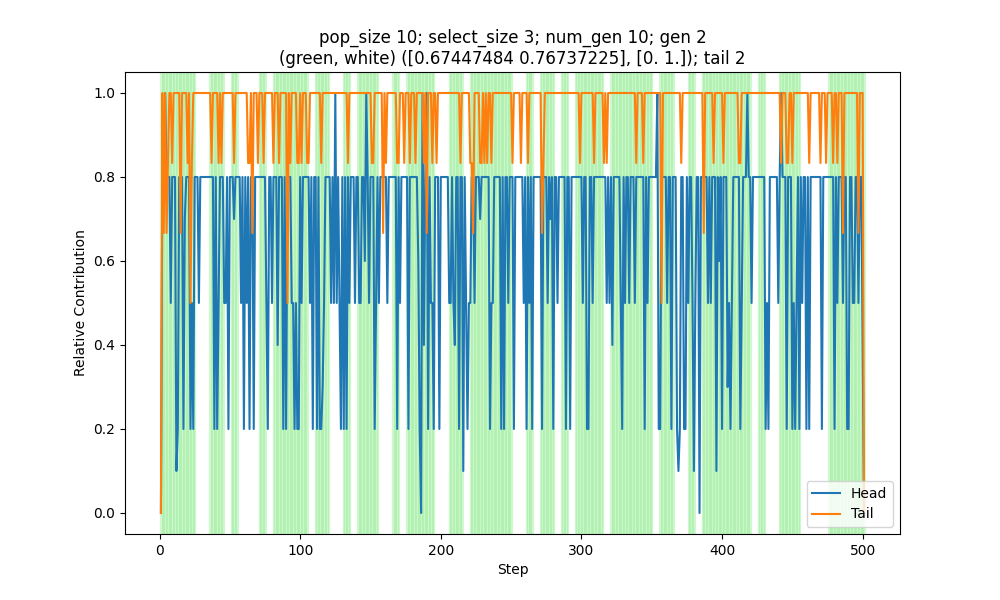 pop_size 10; select_size 3; num_gen 10; gen 2
(green, white) ([0.67447484 0.76737225], [0. 1.]); tail 2
1.0
0.8
0.6
0.4
0.2
0.0
Relative Contribution
0
100
200
300
400
500
Step
Head
Tail